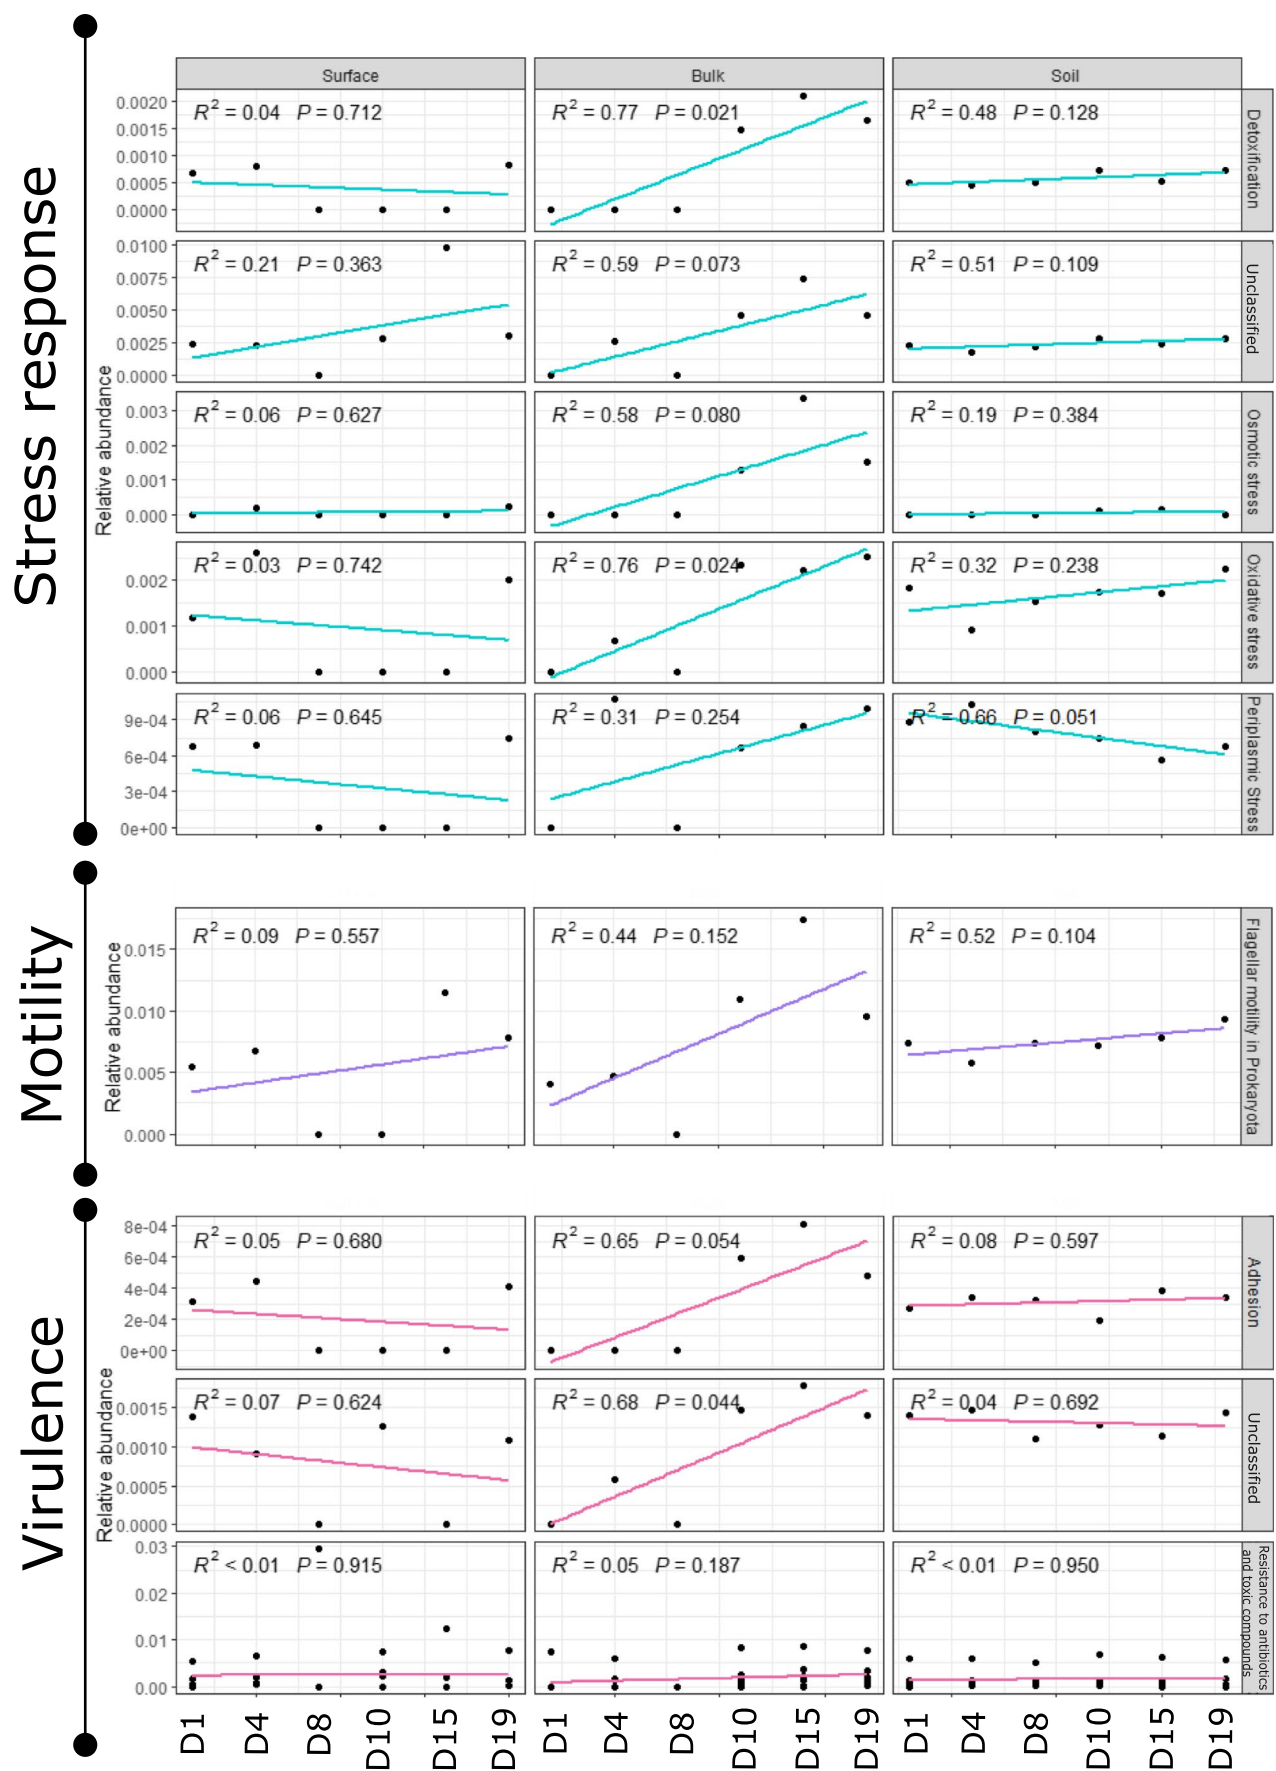 Stress response
Surface
Bulk
Soil
Relative abundance
0.0020
0.0015
0.0010
0.0005
0.0000
R2 = 0.04 P = 0.712
R2 = 0.77 P = 0.021
R2 = 0.48 P = 0.128
Detoxification
0.0100
0.0075
0.0050
0.0025
0.0000
R2 = 0.21 P = 0.363
R2 = 0.59 P = 0.073
R2 = 0.51 P = 0.109
Unclassified
0.003
0.002
0.001
0.000
R2 = 0.06 P = 0.627
R2 = 0.58 P = 0.080
R2 = 0.19 P = 0.384
Osmotic stress
0.002
0.001
0.000
R2 = 0.03 P = 0.742
R2 = 0.76 P = 0.024
R2 = 0.32 P = 0.238
Oxidative stress
9e-04
6e-04
3e-04
0e+00
R2 = 0.06 P = 0.645
R2 = 0.31 P = 0.254
R2 = 0.66 P = 0.051
Periplasmic Stress
Motility
Relative abundance
0.015
0.010
0.005
0.000
R2 = 0.09 P = 0.557
R2 = 0.44 P = 0.152
R2 = 0.52 P = 0.104
Flagellar motility in Prokaryota
Virulence
Relative abundance
8e-04
6e-04
4e-04
2e-04
0e+00
R2 = 0.05 P = 0.680
R2 = 0.65 P = 0.054
R2 = 0.08 P = 0.597
Adhesion
0.0015
0.0010
0.0005
0.0000
R2 = 0.07 P = 0.624
R2 = 0.68 P = 0.044
R2 = 0.04 P = 0.692
Unclassified
0.03
0.02
0.01
0.00
R2 < 0.01 P = 0.915
R2 = 0.05 P = 0.187
R2 < 0.01 P = 0.950
Resistance to antibiotics
and toxic compounds
D1 D4 D8 D10 D15 D19
D1 D4 D8 D10 D15 D19
D1 D4 D8 D10 D15 D19